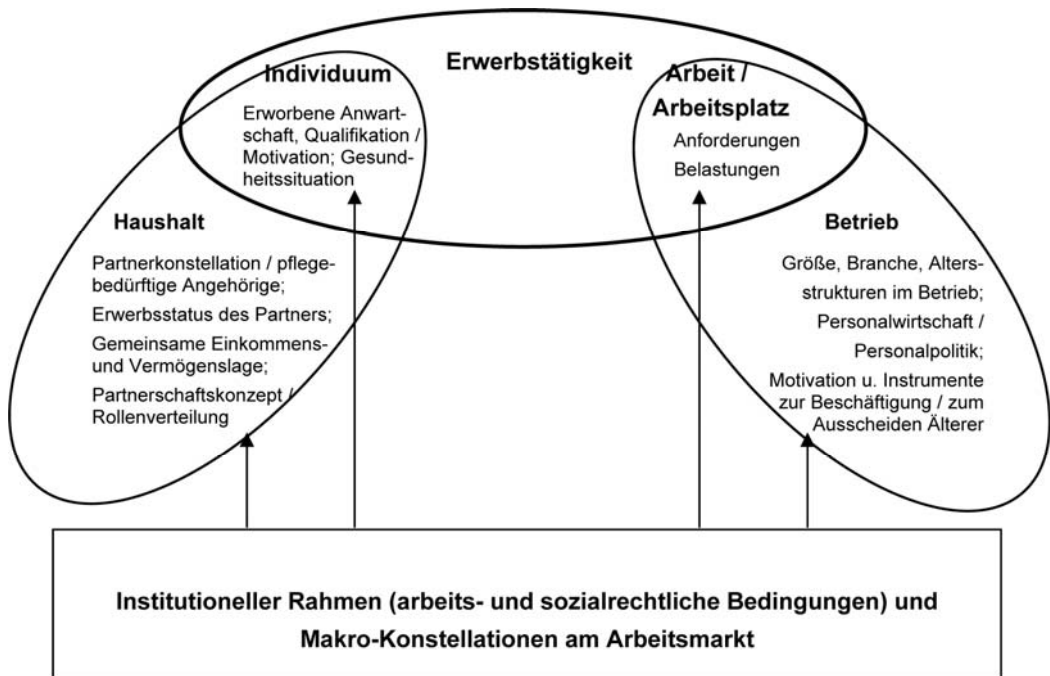 Erwerbstätigkeit
Individuum
Erworbene Anwart-
schaft, Qualifikation /
Motivation; Gesund-
heitssituation
Arbeit /
Arbeitsplatz
Anforderungen
Belastungen
Haushalt
Partnerkonstellation / pflege-
bedürftige Angehörige;
Erwerbsstatus des Partners;
Gemeinsame Einkommens-
und Vermögenslage;
Partnerschaftskonzept /
Rollenverteilung
Betrieb
Größe, Branche, Alters-
strukturen im Betrieb;
Personalwirtschaft /
Personalpolitik;
Motivation u. Instrumente
zur Beschäftigung / zum
Ausscheiden Älterer
Institutioneller Rahmen (arbeits- und sozialrechtliche Bedingungen) und
Makro-Konstellationen am Arbeitsmarkt